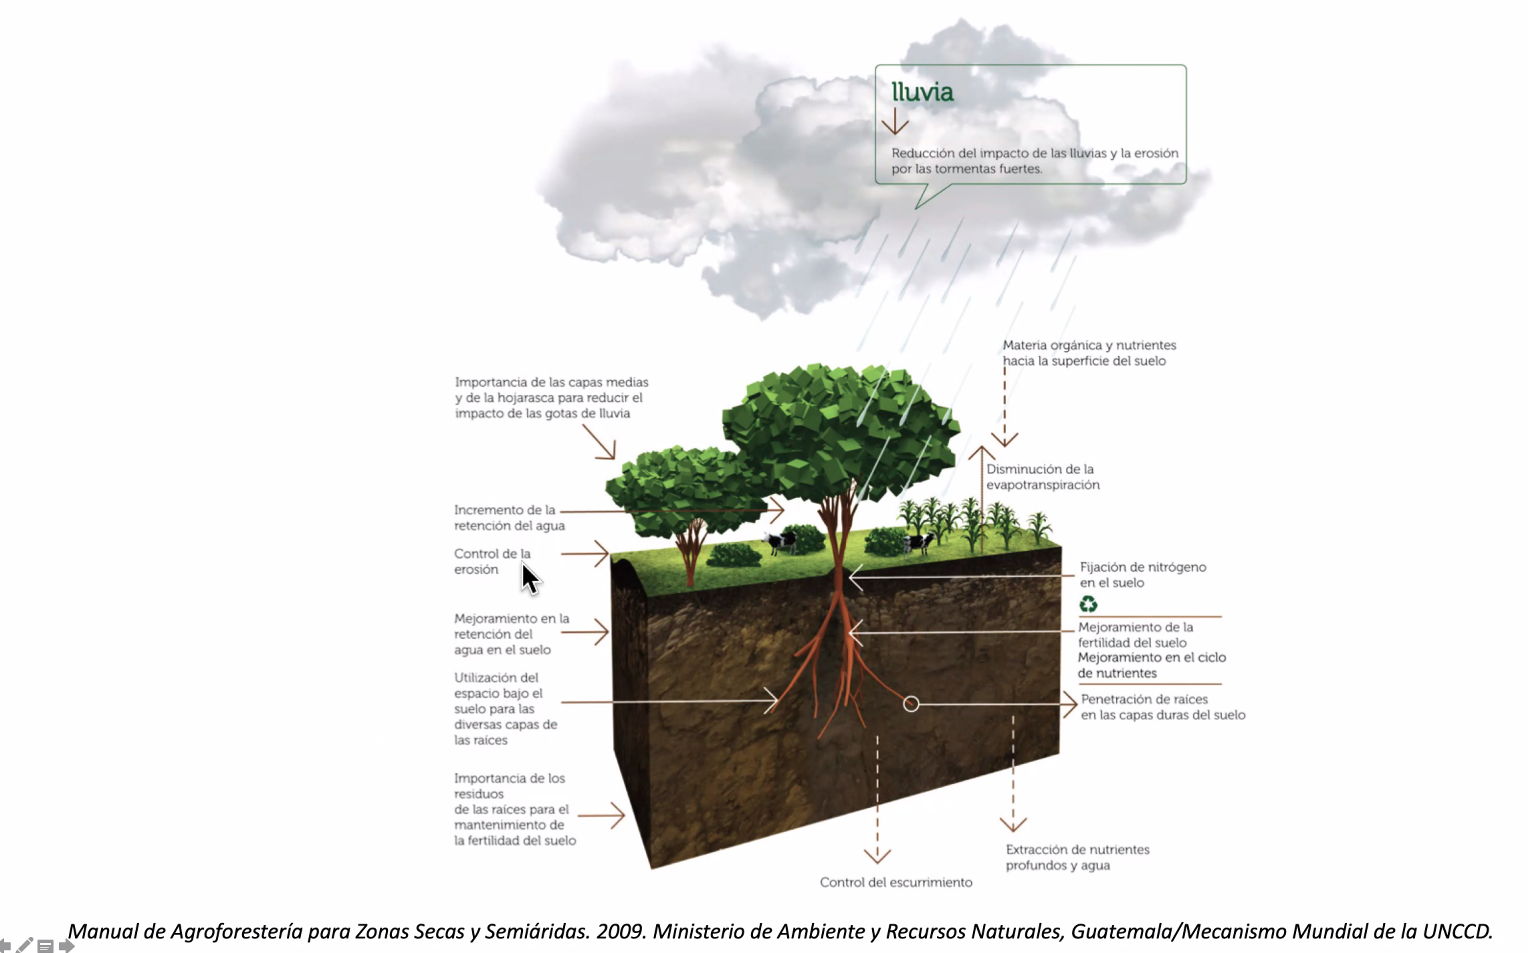 lluvia
Reducción del impacto de las lluvias y la erosión
por las tormentas fuertes.
Materia orgánica y nutrientes
hacia la superficie del suelo
Importancia de las capas medias
y de la hojarasca para reducir el
impacto de las gotas de lluvia
Disminución de la
evapotranspiración
Incremento de la
retención del agua
Control de la
erosión
Fijación de nitrógeno
en el suelo
Mejoramiento en la
retención del
agua en el suelo
Mejoramiento de la
fertilidad del suelo
Mejoramiento en el ciclo
de nutrientes
Utilización del
espacio bajo el
suelo para las
diversas capas de
las raíces
Penetración de raíces
en las capas duras del suelo
Importancia de los
residuos
de las raíces para el
mantenimiento de
la fertilidad del suelo
Extracción de nutrientes
profundos y agua
Control del escurrimiento
Manual de Agroforestería para Zonas Secas y Semiáridas. 2009. Ministerio de Ambiente y Recursos Naturales, Guatemala/Mecanismo Mundial de la UNCCD.